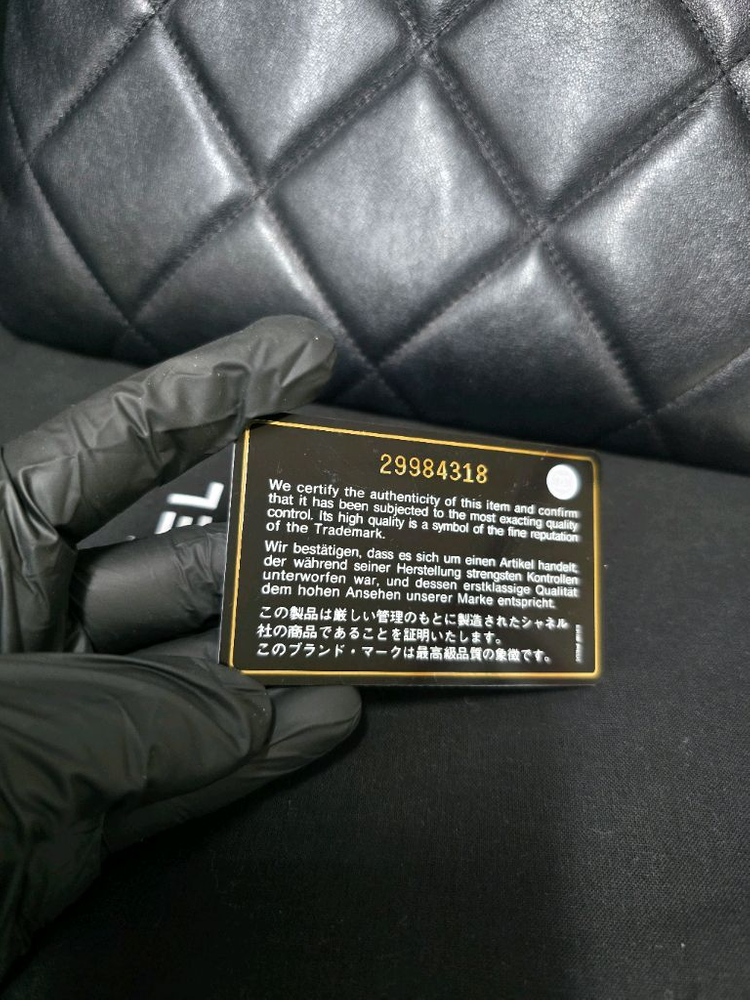 29984318
We certify the authenticity of this item and confirm
that it has been subjected to the most exacting quality
control. Its high quality is a symbol of the fine reputation
of the Trademark.
Wir bestätigen, dass es sich um einen Artikel handelt,
der während seiner Herstellung strengsten Kontrollen
unterworfen war, und dessen erstklassige Qualität
dem hohen Ansehen unserer Marke entspricht.
この製品は厳しい管理のもとに製造されたシャネル
社の商品であることを証明いたします。
このブランド・マークは最高級品質の象徴です。
EL